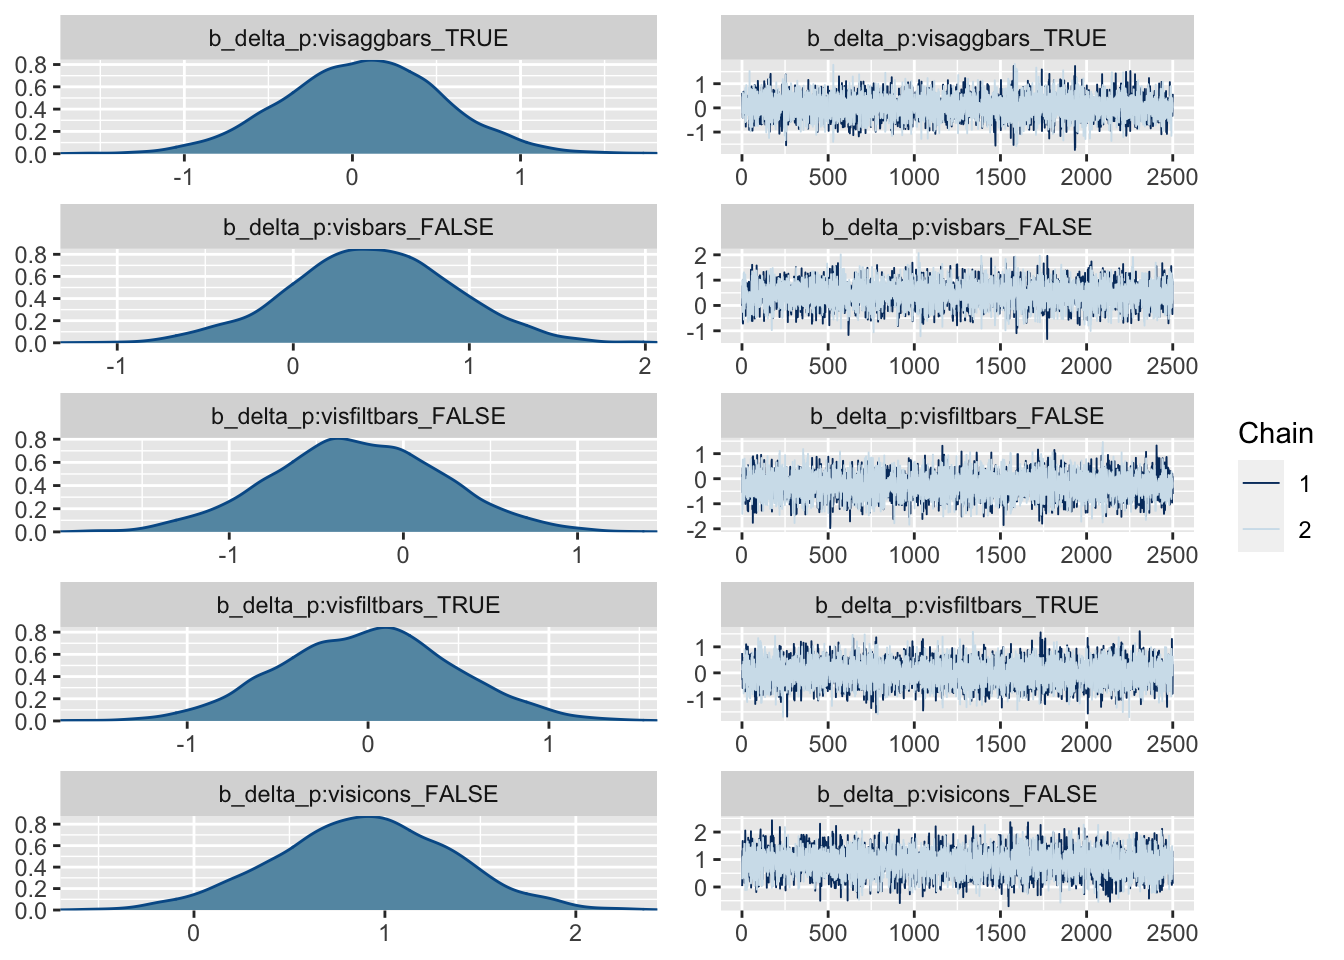 b_delta_p:visaggbars_TRUE
0.8
0.6
0.4
0.2
0.0
-1 0 1
b_delta_p:visaggbars_TRUE
1
0
-1
0 500 1000 1500 2000 2500
b_delta_p:visbars_FALSE
0.8
0.6
0.4
0.2
0.0
-1 0 1 2
b_delta_p:visbars_FALSE
2
1
0
-1
0 500 1000 1500 2000 2500
b_delta_p:visfiltbars_FALSE
0.8
0.6
0.4
0.2
0.0
-1 0 1
b_delta_p:visfiltbars_FALSE
1
0
-1
-2
0 500 1000 1500 2000 2500
b_delta_p:visfiltbars_TRUE
0.8
0.6
0.4
0.2
0.0
-1 0 1
b_delta_p:visfiltbars_TRUE
1
0
-1
0 500 1000 1500 2000 2500
b_delta_p:visicons_FALSE
0.8
0.6
0.4
0.2
0.0
0 1 2
b_delta_p:visicons_FALSE
2
1
0
0 500 1000 1500 2000 2500
Chain
1
2